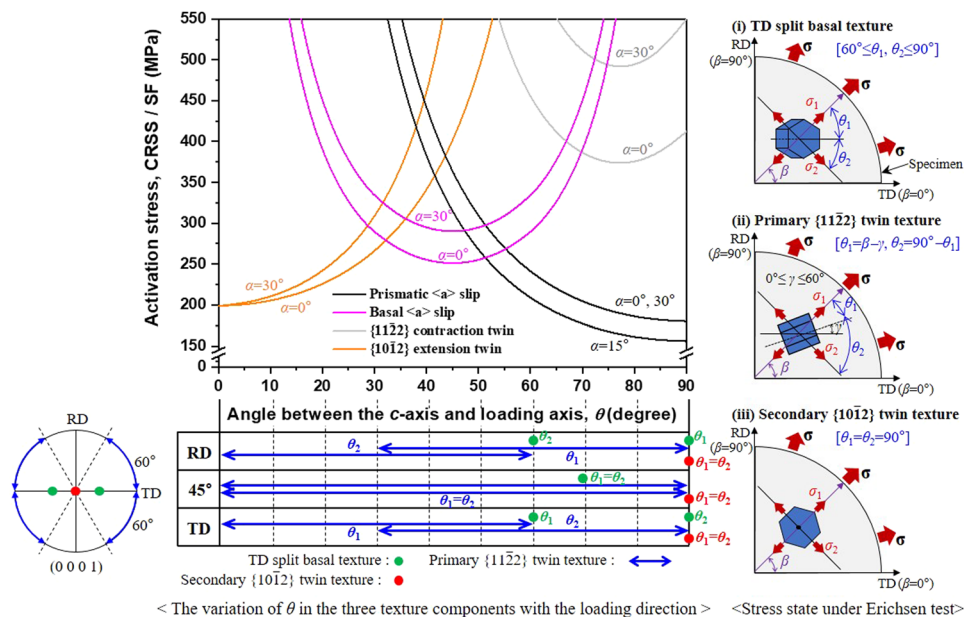 Activation stress, CRSS / SF (MPa)
550
500
450
400
350
300
250
200
150
0
α=30°
α=0°
α=30°
α=0°
α=30°
α=0°
α=0°, 30°
α=15°
Prismatic <a> slip
Basal <a> slip
{112̄2} contraction twin
{101̄2} extension twin
0 10 20 30 40 50 60 70 80 90
Angle between the c-axis and loading axis, θ (degree)
RD
θ₂
θ₁
θ₂
θ₁
θ₁=θ₂
45°
θ₁=θ₂
θ₁=θ₂
θ₁=θ₂
TD
θ₁
θ₁
θ₂
θ₂
θ₁=θ₂
RD
60°
TD
60°
(0 0 0 1)
TD split basal texture :
Primary {112̄2} twin texture :
Secondary {101̄2} twin texture :
< The variation of θ in the three texture components with the loading direction >
(i) TD split basal texture
RD
(β=90°)
σ
[60°≤θ₁, θ₂≤90°]
σ
σ₁
θ₁
θ₂
σ₂
σ
β
Specimen
TD (β=0°)
(ii) Primary {112̄2} twin texture
RD
(β=90°)
σ
[θ₁=β−γ, θ₂=90°−θ₁]
0°≤ γ ≤60°
σ
σ₁
θ₁
γ
θ₂
σ₂
σ
β
TD (β=0°)
(iii) Secondary {101̄2} twin texture
RD
(β=90°)
σ
[θ₁=θ₂=90°]
σ
σ₁
σ₂
σ
β
TD (β=0°)
<Stress state under Erichsen test>